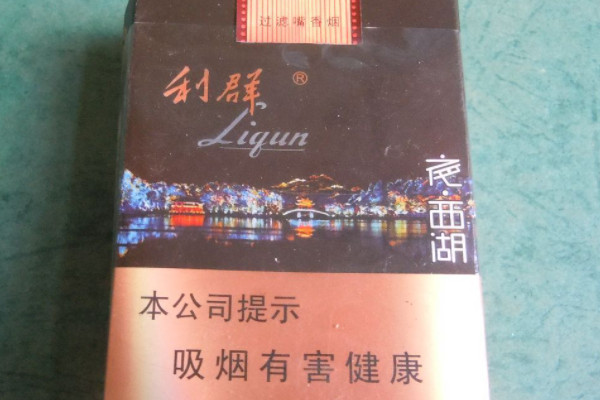 过滤嘴香烟
利群®
Liqun
夜·西湖
本公司提示
吸烟有害健康